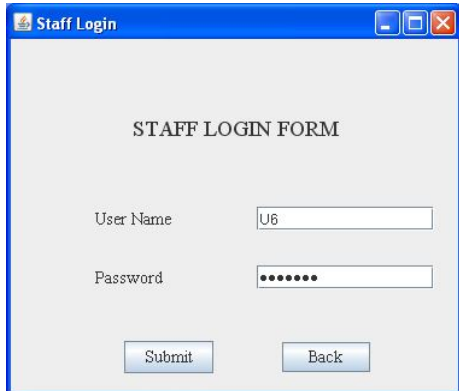 Staff Login
STAFF LOGIN FORM
User Name U6
Password •••••••
Submit Back